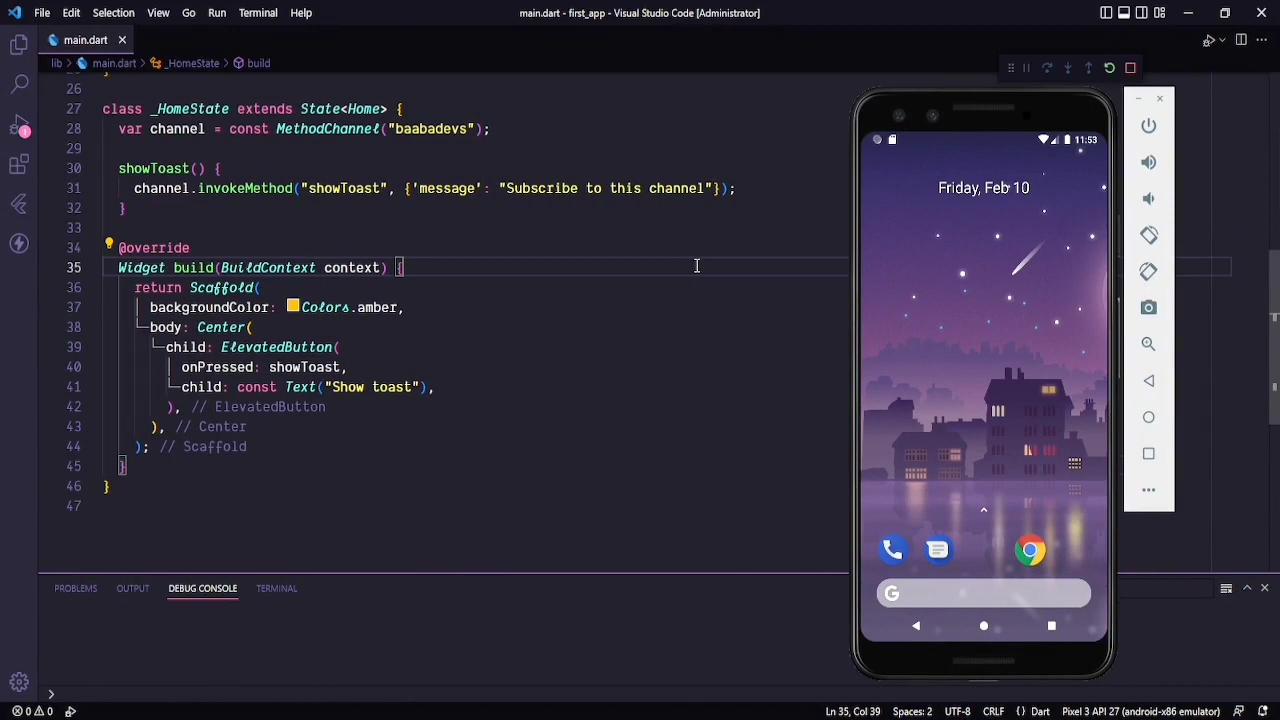 File Edit Selection View Go Run Terminal Help
main.dart - first_app - Visual Studio Code [Administrator]
main.dart
lib > main.dart > _HomeState > build
26
27 class _HomeState extends State<Home> {
28 var channel = const MethodChannel("baabadevs");
29
30 showToast() {
31 channel.invokeMethod("showToast", {'message': "Subscribe to this channel"});
32 }
33
34 @override
35 Widget build(BuildContext context) {
36 return Scaffold(
37 backgroundColor: Colors.amber,
38 body: Center(
39 child: ElevatedButton(
40 onPressed: showToast,
41 child: const Text("Show toast"),
42 ), // ElevatedButton
43 ), // Center
44 ); // Scaffold
45 }
46 }
47
11:53
Friday, Feb 10
G
PROBLEMS OUTPUT DEBUG CONSOLE TERMINAL
0 0 Ln 35, Col 39 Spaces: 2 UTF-8 CRLF {} Dart Pixel 3 API 27 (android-x86 emulator)